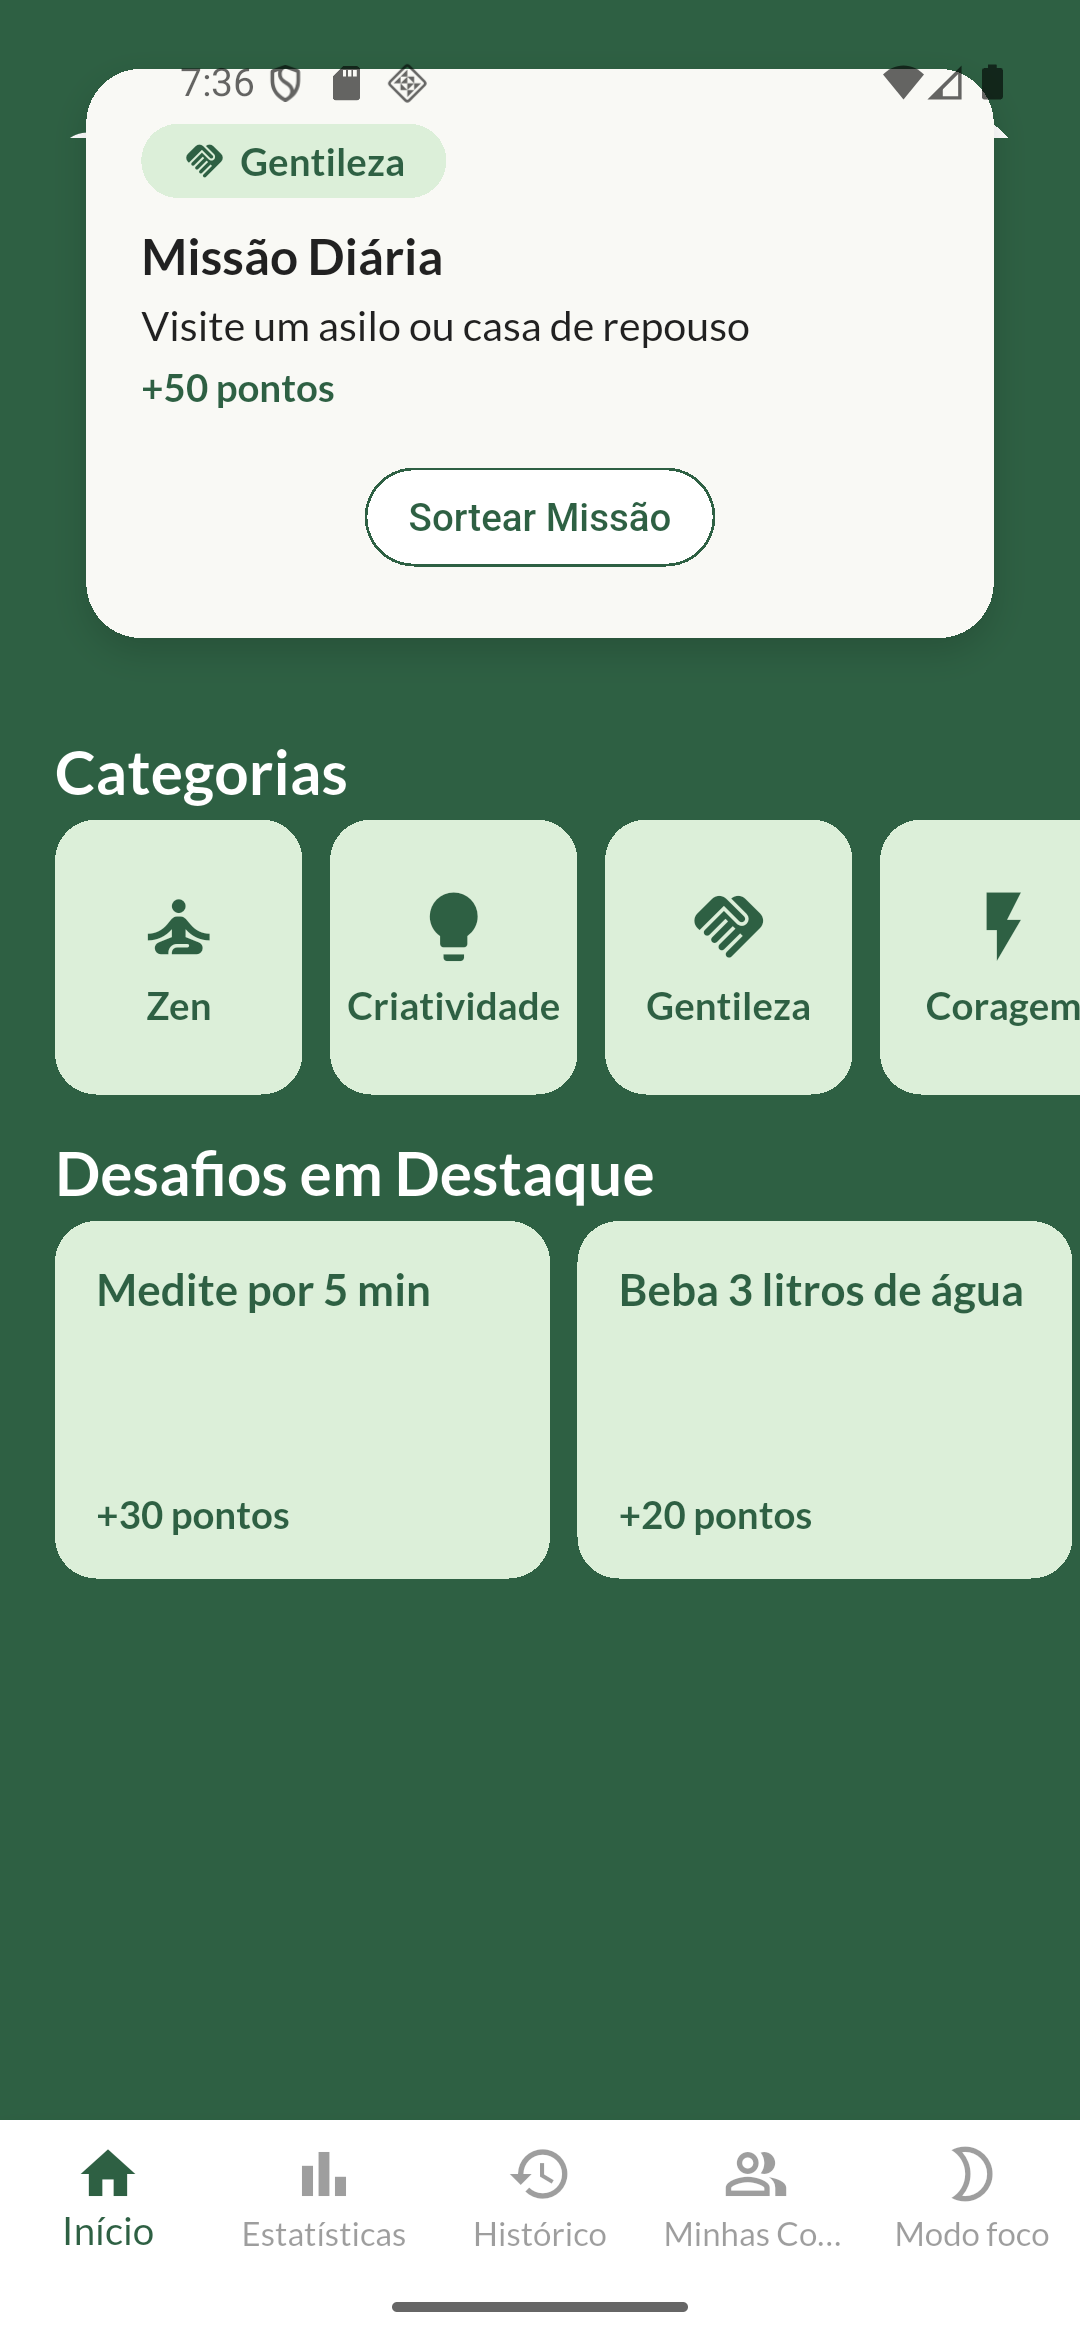 7:36
Gentileza
Missão Diária
Visite um asilo ou casa de repouso
+50 pontos
Sortear Missão
Categorias
Zen
Criatividade
Gentileza
Coragem
Desafios em Destaque
Medite por 5 min
Beba 3 litros de água
+30 pontos
+20 pontos
Início
Estatísticas
Histórico
Minhas Co...
Modo foco